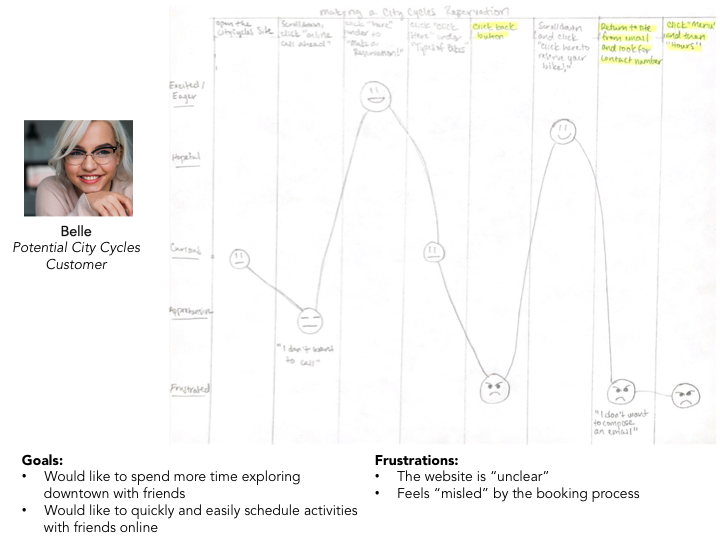 making a City Cycles Reservation
open the
CityCycles Site
Scroll down,
click "online
call ahead"
click "here"
under to
"Make a
Reservation!"
click "click
here" under
"Types of Bikes
click back
button
Scroll down
and click
"click here to
reserve your
bike!"
Return to site
from email
and look for
contact number
click "Menu"
and then
"Hours"
Excited /
Eager
Hopeful
Curious
Apprehensive
Frustrated
"I don't want
to call"
"I don't want
to compose
an email"
Belle
Potential City Cycles
Customer
Goals:
• Would like to spend more time exploring
downtown with friends
• Would like to quickly and easily schedule activities
with friends online
Frustrations:
• The website is “unclear”
• Feels “misled” by the booking process